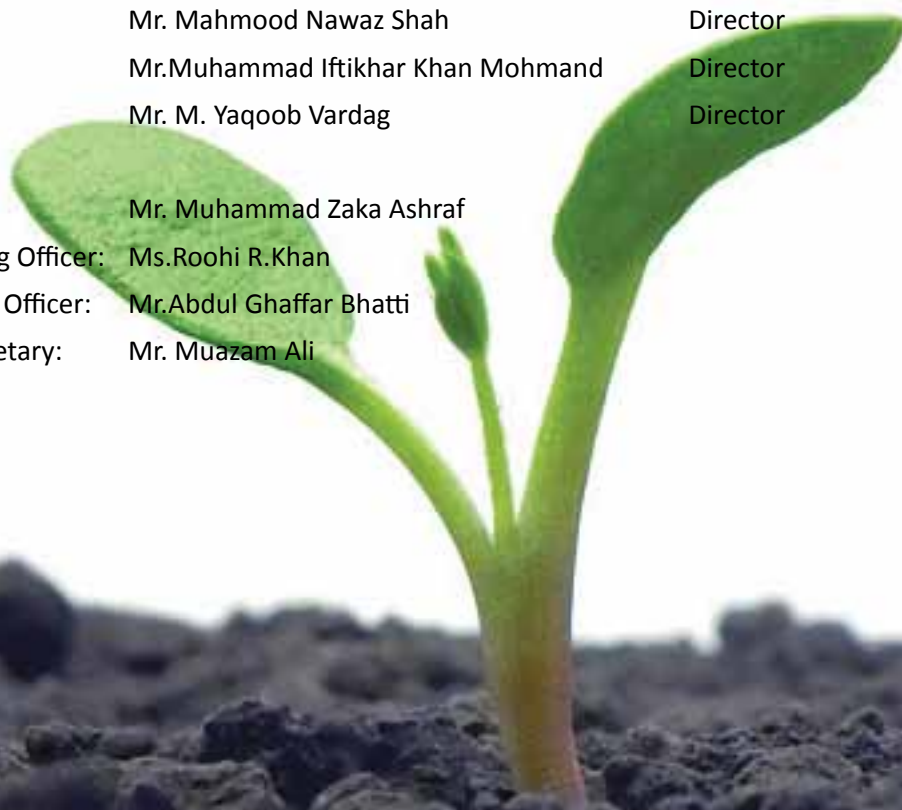 Mr. Mahmood Nawaz Shah Director
Mr.Muhammad Iftikhar Khan Mohmand Director
Mr. M. Yaqoob Vardag Director
Mr. Muhammad Zaka Ashraf
g Officer: Ms.Roohi R.Khan
Officer: Mr.Abdul Ghaffar Bhatti
etary: Mr. Muazam Ali